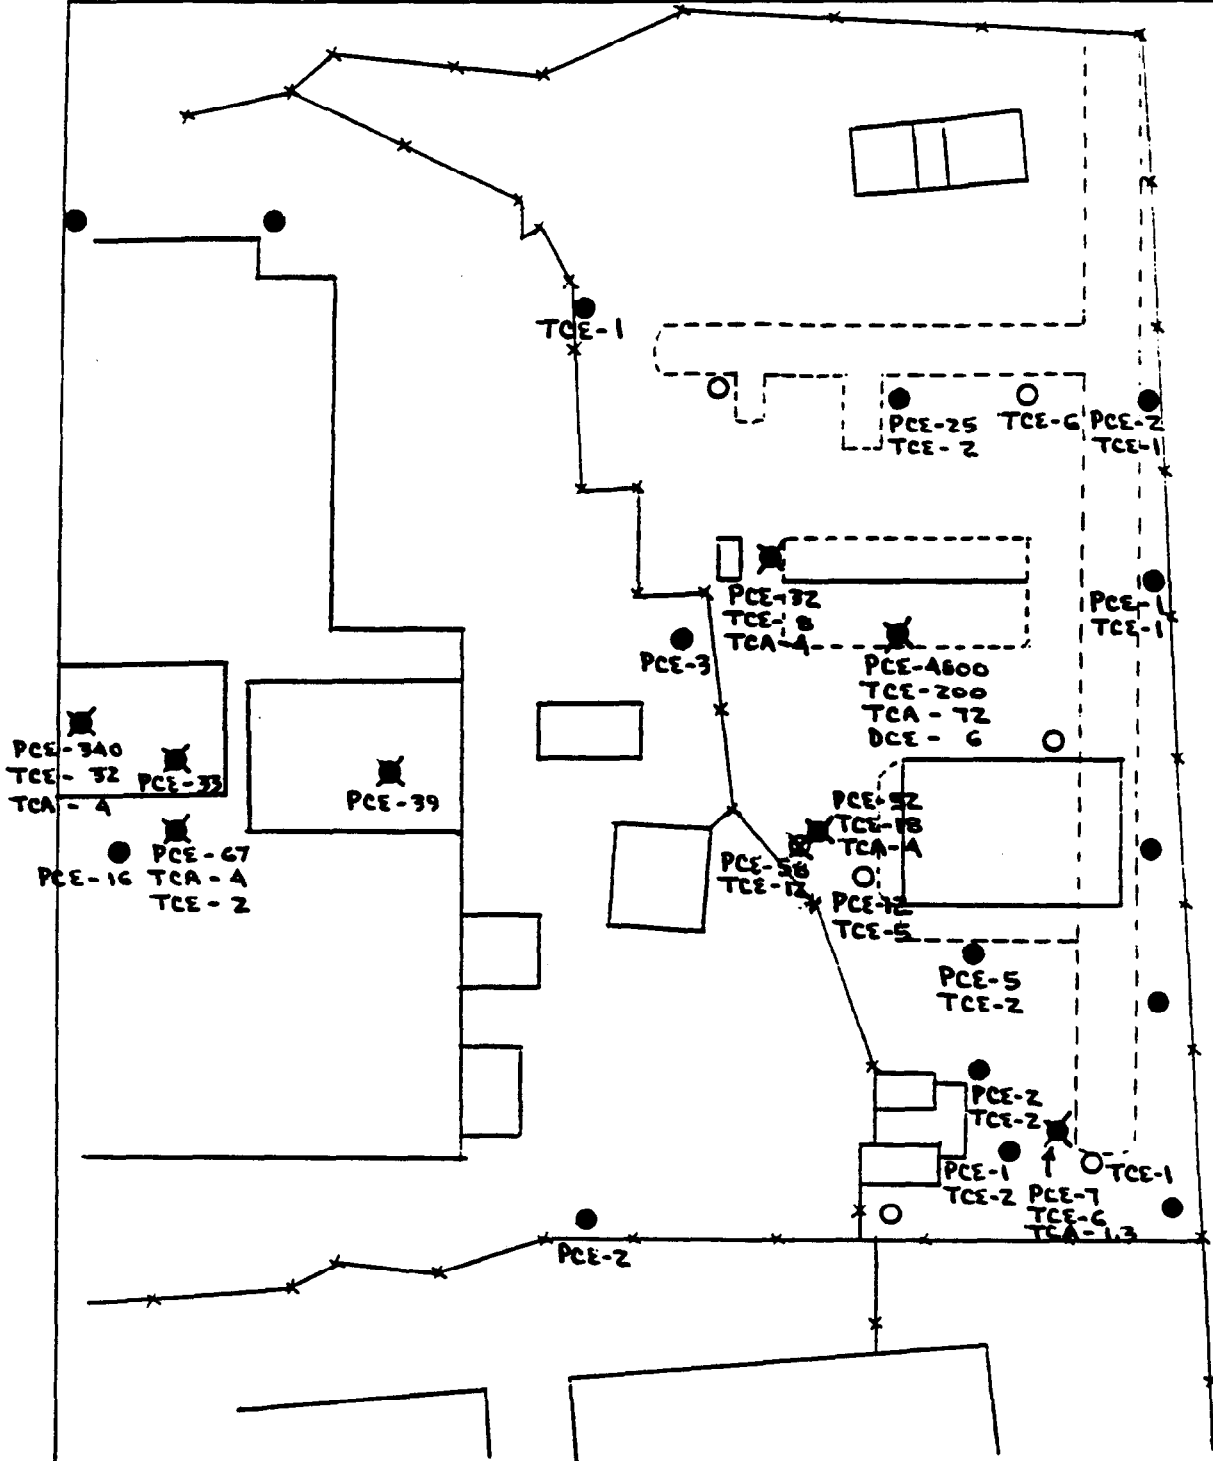 TCE-1
PCE-25
TCE-2
TCE-6
PCE-2
TCE-1
PCE-32
TCE-8
TCA-4
PCE-1
TCE-1
PCE-3
PCE-4600
TCE-200
TCA-72
DCE-6
PCE-340
TCE-32
TCA-4
PCE-33
PCE-39
PCE-52
TCE-18
TCA-4
PCE-16
PCE-67
TCA-4
TCE-2
PCE-58
TCE-12
PCE-12
TCE-5
PCE-5
TCE-2
PCE-2
TCE-2
PCE-1
TCE-2
PCE-7
TCE-6
TCA-1.3
TCE-1
PCE-2